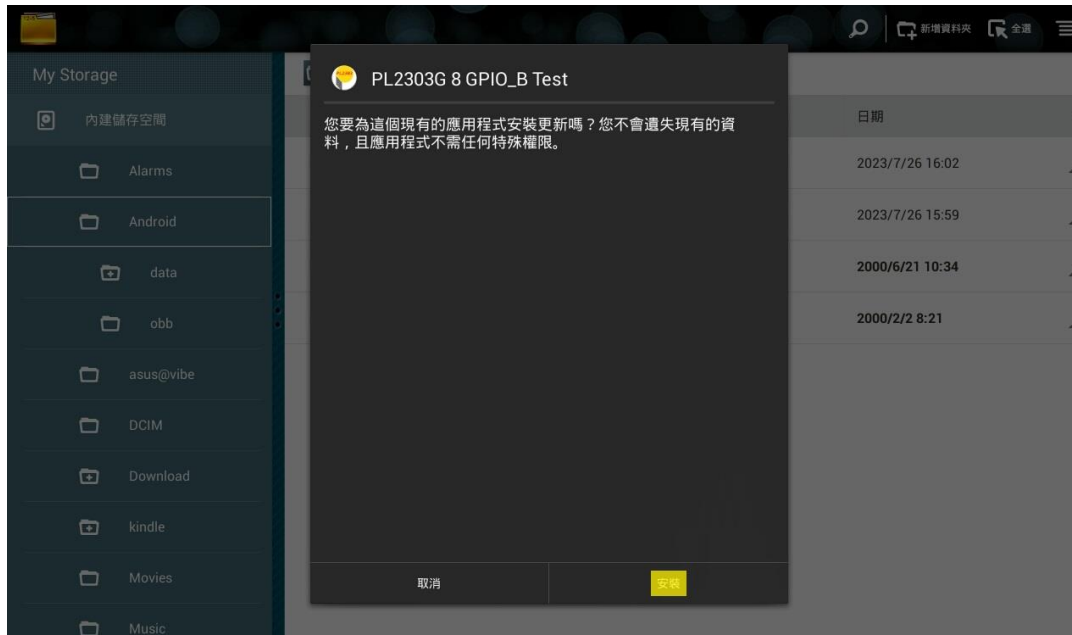 新增資料夾
全選
My Storage
內建儲存空間
Alarms
Android
data
obb
asus@vibe
DCIM
Download
kindle
Movies
Music
PL2303G 8 GPIO_B Test
您要為這個現有的應用程式安裝更新嗎？您不會遺失現有的資
料，且應用程式不需任何特殊權限。
取消
安裝
日期
2023/7/26 16:02
2023/7/26 15:59
2000/6/21 10:34
2000/2/2 8:21